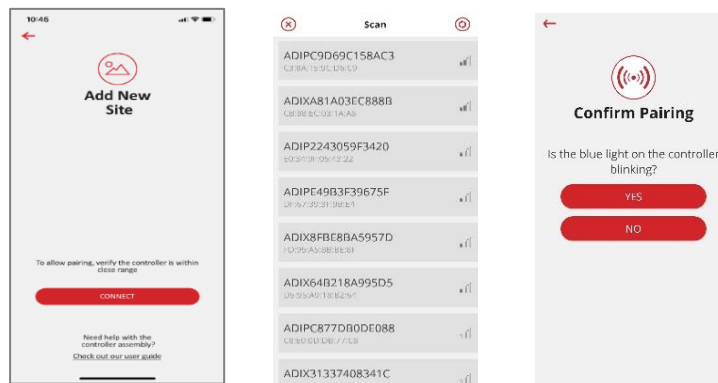 10:46
Add New
Site
To allow pairing, verify the controller is within
close range
CONNECT
Need help with the
controller assembly?
Check out our user guide
Scan
ADIPC9D69C158AC3
ADIXA81A03EC888B
ADIP2243059F3420
ADIPE49B3F39675F
ADIX8FBE8BA5957D
ADIX64B218A995D5
ADIPC877DB0DE088
ADIX31337408341C
Confirm Pairing
Is the blue light on the controller
blinking?
YES
NO